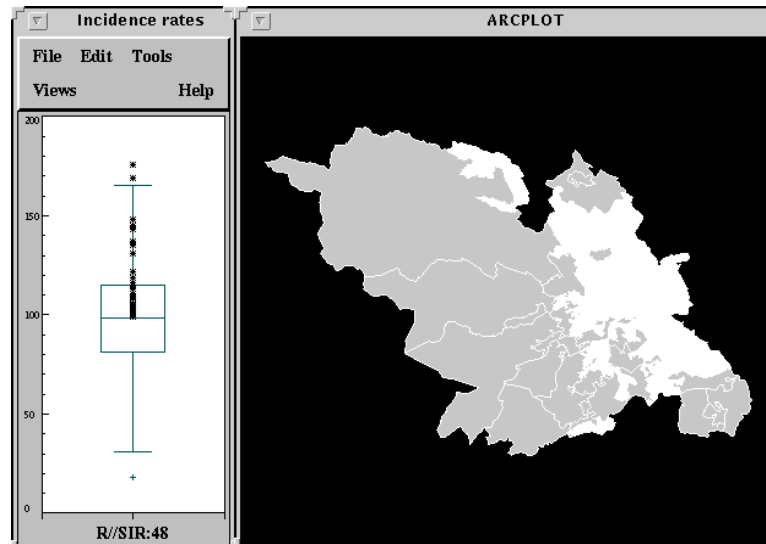 Incidence rates
File Edit Tools
Views Help
200
150
100
50
0
R//SIR:48
ARCPLOT